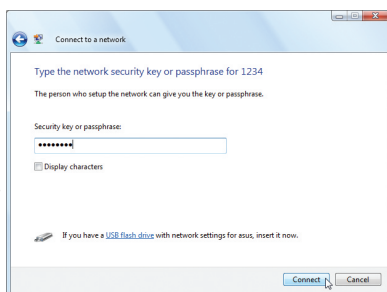 Connect to a network
Type the network security key or passphrase for 1234
The person who setup the network can give you the key or passphrase.
Security key or passphrase:
••••••••
Display characters
If you have a USB flash drive with network settings for asus, insert it now.
Connect
Cancel